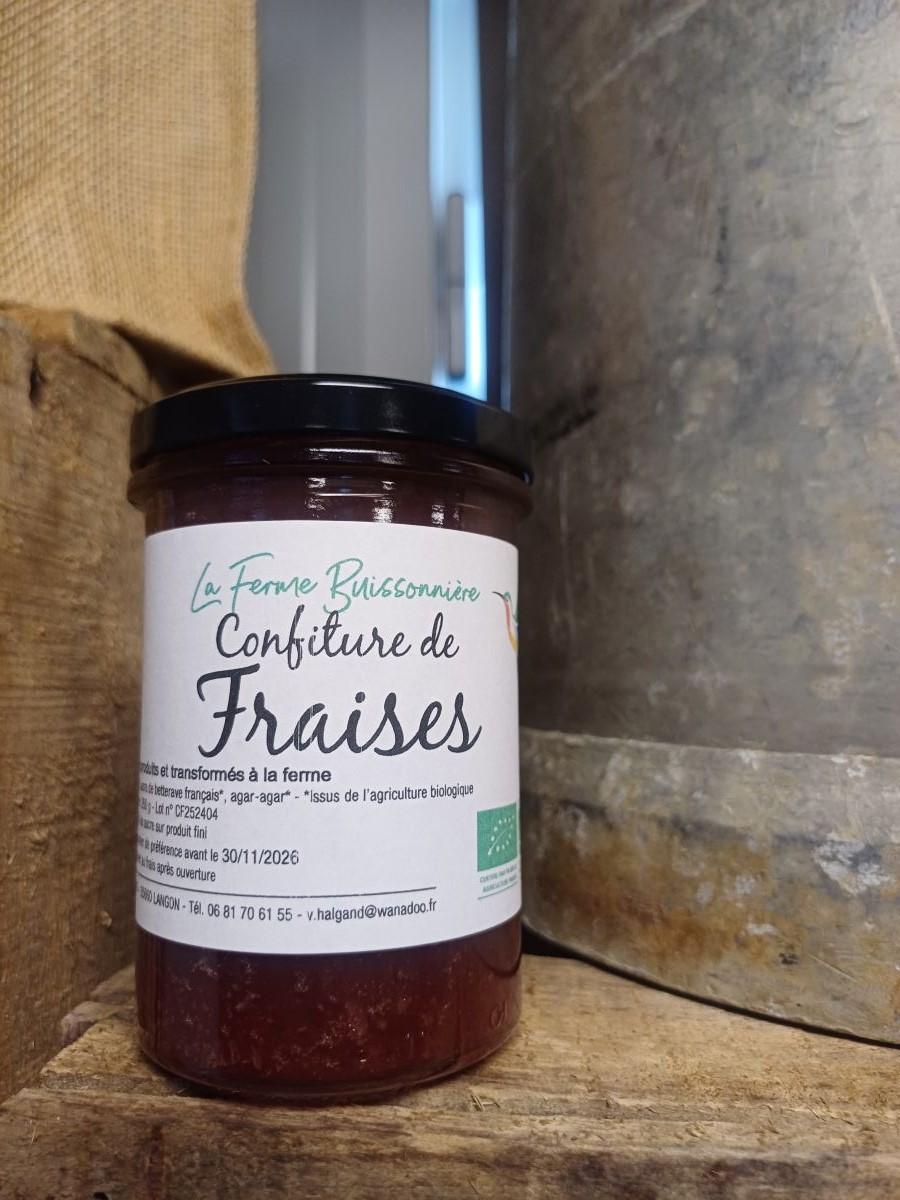 La Ferme Buissonnière
Confiture de
Fraises
produits et transformés à la ferme
de betterave français*, agar-agar* - *Issus de l'agriculture biologique
g - Lot n° CF252404
sucre sur produit fini
de préférence avant le 30/11/2026
au frais après ouverture
LANGON - Tél. 06 81 70 61 55 - v.halgand@wanadoo.fr